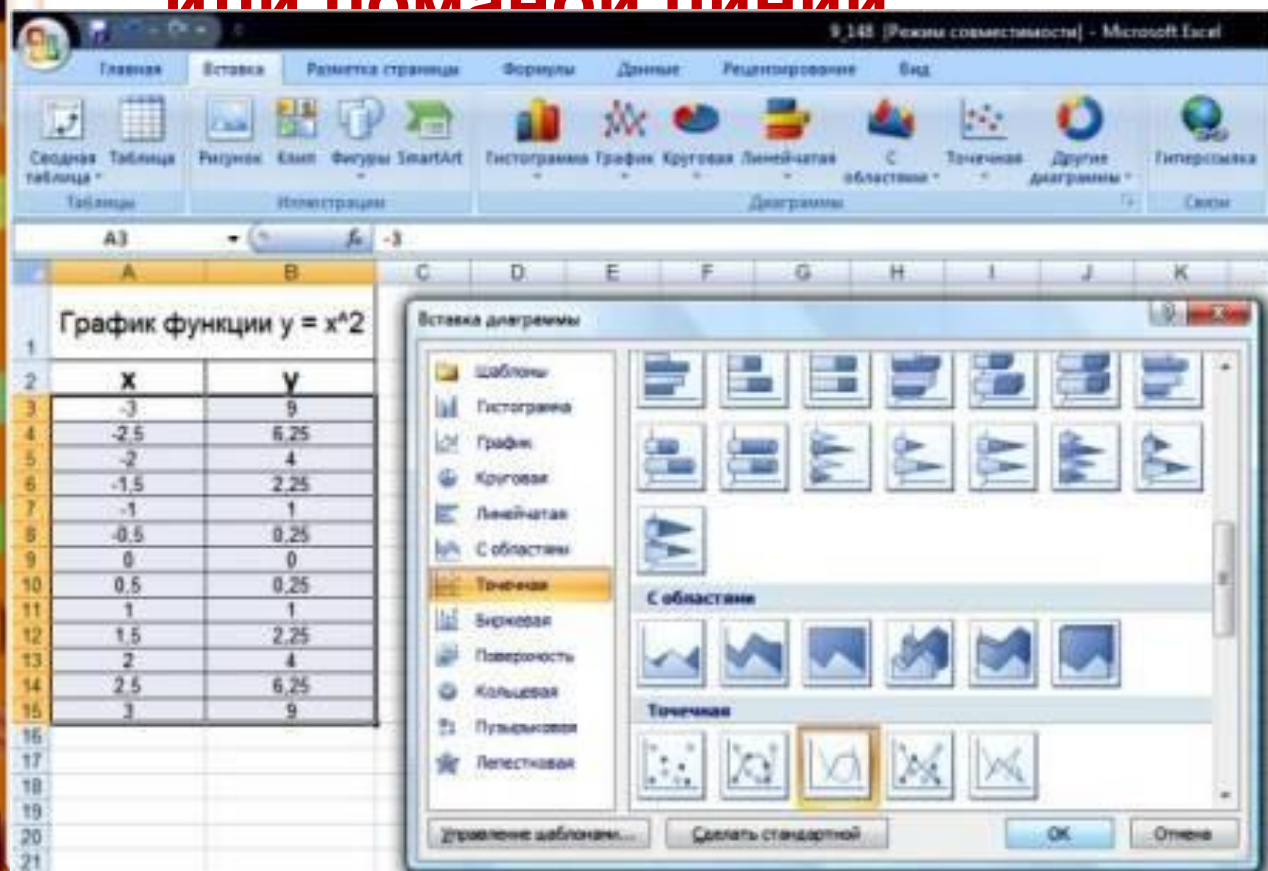 или ломаной линии
9_148 [Режим совместимости] - Microsoft Excel
Главная Вставка Разметка страницы Формулы Данные Рецензирование Вид
Сводная таблица Таблица Рисунок Клип Фигуры SmartArt Гистограмма График Круговая Линейчатая С областями Точечная Другие диаграммы Гиперссылка
Таблицы Иллюстрации Диаграммы Связи
A3 fx -3
A B C D E F G H I J K
1 График функции y = x^2
2 x y
3 -3 9
4 -2,5 6,25
5 -2 4
6 -1,5 2,25
7 -1 1
8 -0,5 0,25
9 0 0
10 0,5 0,25
11 1 1
12 1,5 2,25
13 2 4
14 2,5 6,25
15 3 9
16
17
18
19
20
21
Вставка диаграммы
Шаблоны
Гистограмма
График
Круговая
Линейчатая
С областями
Точечная
Биржевая
Поверхность
Кольцевая
Пузырьковая
Лепестковая
С областями
Точечная
Управление шаблонами... Сделать стандартной OK Отмена